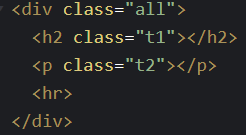 <div class="all">
<h2 class="t1"></h2>
<p class="t2"></p>
<hr>
</div>